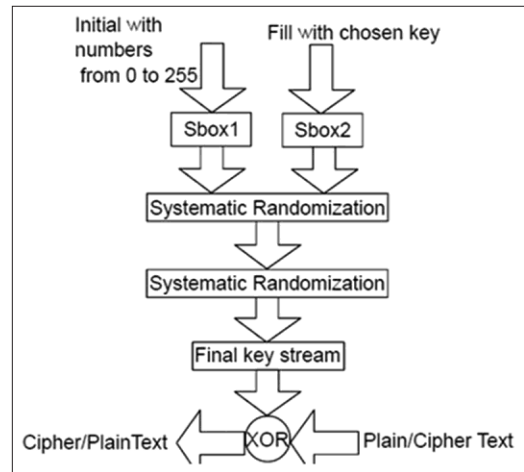 Initial with
numbers
from 0 to 255
Fill with chosen key
Sbox1
Sbox2
Systematic Randomization
Systematic Randomization
Final key stream
Cipher/PlainText
XOR
Plain/Cipher Text